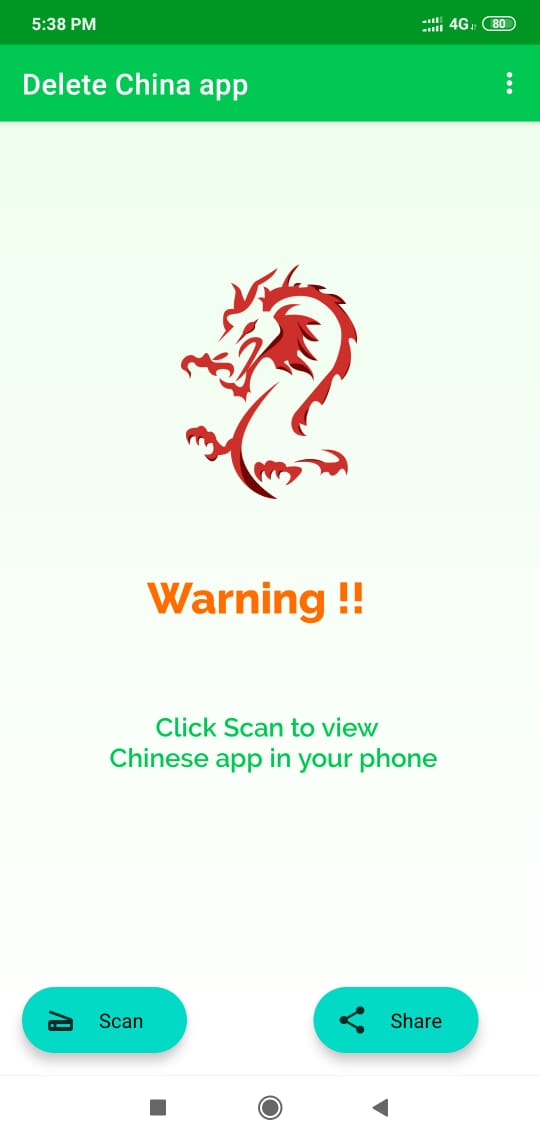 5:38 PM 4G 80
Delete China app
Warning !!
Click Scan to view
Chinese app in your phone
Scan Share